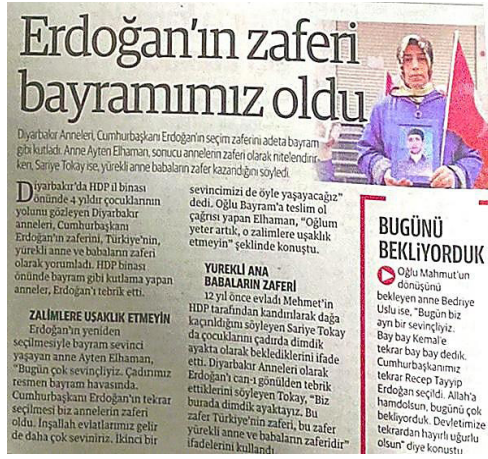 Erdoğan'ın zaferi
bayramımız oldu
Diyarbakır Anneleri, Cumhurbaşkanı Erdoğan'ın seçim zaferini adeta bayram
gibi kutladı. Anne Ayten Elhaman, sonucu annelerin zaferi olarak nitelendirir-
ken, Sariye Tokay ise, yürekli anne babaların zafer kazandığını söyledi.
Diyarbakır'da HDP il binası
önünde 4 yıldır çocuklarının
yolunu gözleyen Diyarbakır
anneleri, Cumhurbaşkanı
Erdoğan'ın zaferini, Türkiye'nin,
yürekli anne ve babaların zaferi
olarak yorumladı. HDP binası
önünde bayram gibi kutlama yapan
anneler, Erdoğan'ı tebrik etti.
ZALİMLERE UŞAKLIK ETMEYİN
Erdoğan'ın yeniden
seçilmesiyle bayram sevinci
yaşayan anne Ayten Elhaman,
"Bugün çok sevinçliyiz. Çadırımız
resmen bayram havasında.
Cumhurbaşkanı Erdoğan'ın tekrar
seçilmesi biz annelerin zaferi
oldu. İnşallah evlatlarımız gelir
de daha çok seviniriz. İkinci bir
sevincimizi de öyle yaşayacağız"
dedi. Oğlu Bayram'a teslim ol
çağrısı yapan Elhaman, "Oğlum
yeter artık, o zalimlere uşaklık
etmeyin" şeklinde konuştu.
YÜREKLİ ANA
BABALARIN ZAFERİ
12 yıl önce evladı Mehmet'in
HDP tarafından kandırılarak dağa
kaçırıldığını söyleyen Sariye Tokay
da çocuklarını çadırda dimdik
ayakta olarak beklediklerini ifade
etti. Diyarbakır Anneleri olarak
Erdoğan'ı can-ı gönülden tebrik
ettiklerini söyleyen Tokay, "Biz
burada dimdik ayaktayız. Bu
zafer Türkiye'nin zaferi, bu zafer
yürekli anne ve babaların zaferidir"
ifadelerini kullandı.
BUGÜNÜ
BEKLİYORDUK
Oğlu Mahmut'un
dönüşünü
bekleyen anne Bedriye
Uslu ise, "Bugün biz
ayrı bir sevinçliyiz.
Bay bay Kemal'e
tekrar bay bay dedik.
Cumhurbaşkanımız
tekrar Recep Tayyip
Erdoğan seçildi. Allah'a
hamdolsun, bugünü çok
bekliyorduk. Devletimize
tekrardan hayırlı uğurlu
olsun" diye konuştu